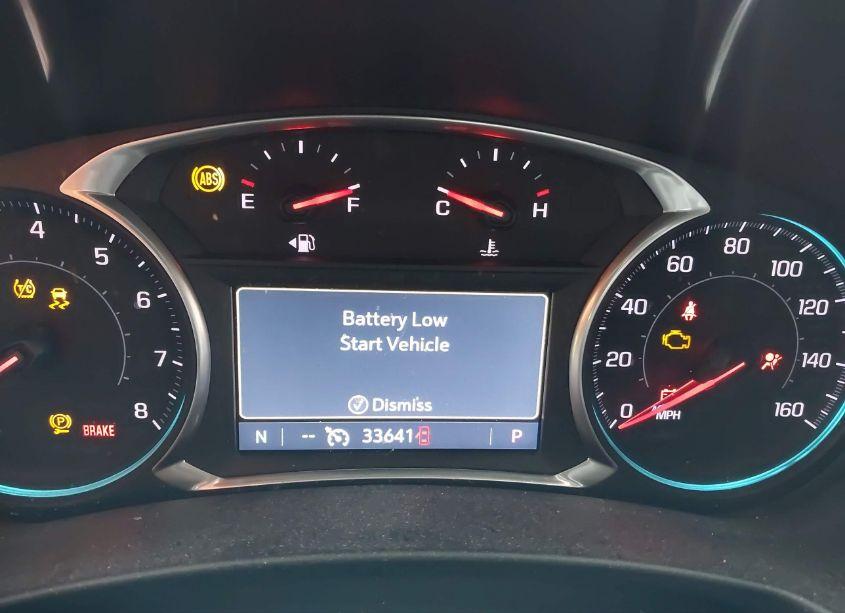 ABS
E F
C H
4
5
6
7
8
BRAKE
P
Battery Low
Start Vehicle
Dismiss
N -- 33641 P
0
20
40
60
80
100
120
140
160
MPH